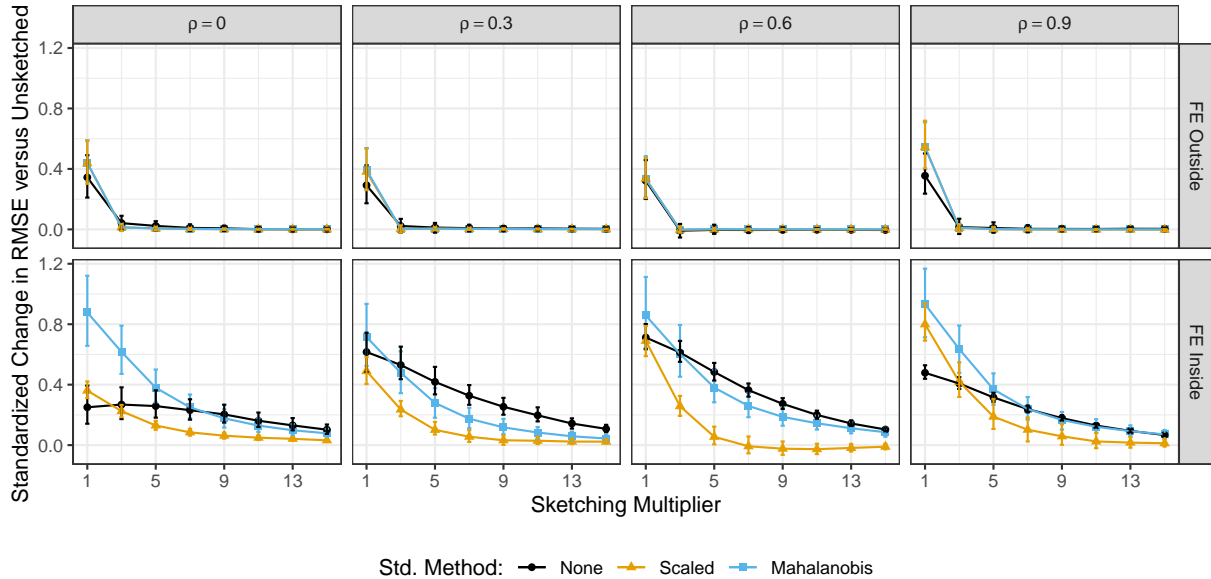 ρ = 0
ρ = 0.3
ρ = 0.6
ρ = 0.9
Standardized Change in RMSE versus Unsketched
1.2
0.8
0.4
0.0
FE Outside
1.2
0.8
0.4
0.0
FE Inside
1 5 9 13
1 5 9 13
1 5 9 13
1 5 9 13
Sketching Multiplier
Std. Method: None Scaled Mahalanobis